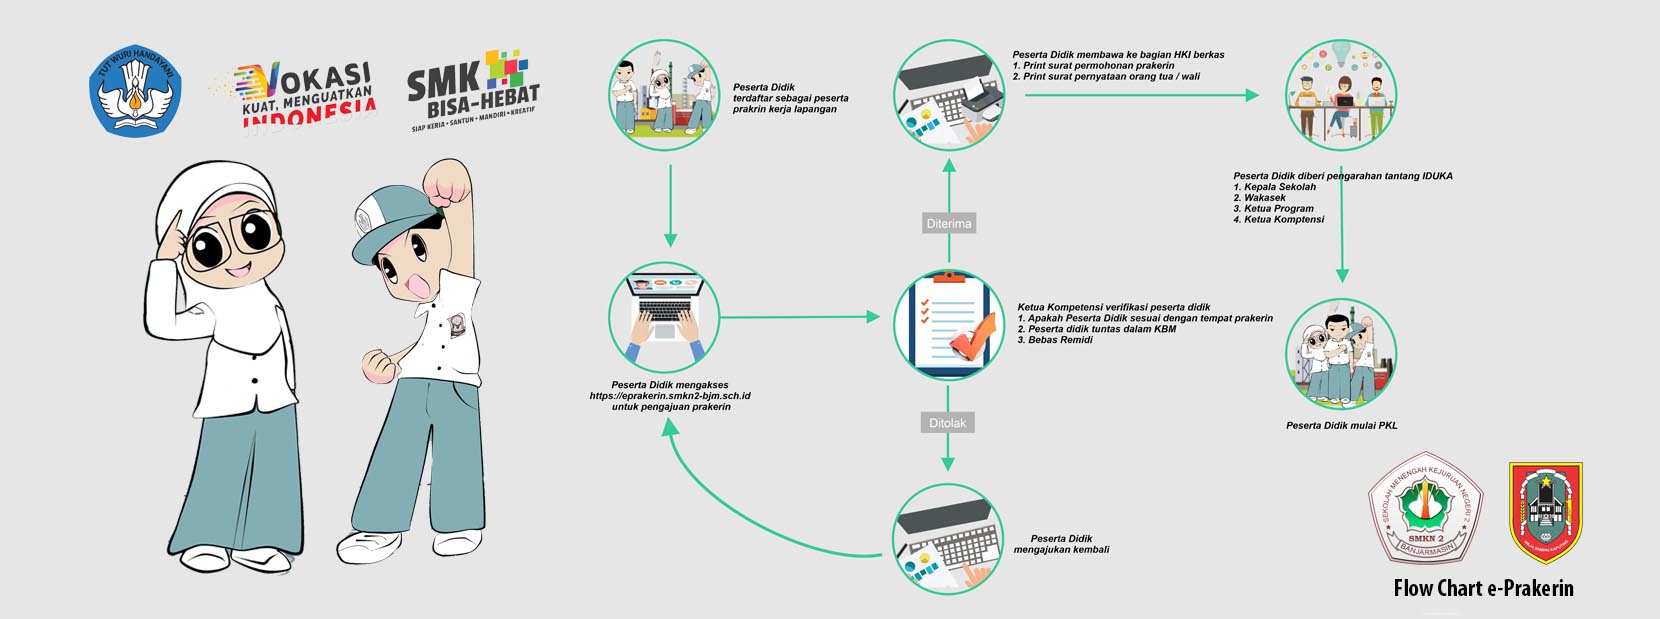 TUT WURI HANDAYANI
VOKASI
KUAT, MENGUATKAN
INDONESIA
SMK
BISA-HEBAT
SIAP KERJA • SANTUN • MANDIRI • KREATIF
Peserta Didik
terdaftar sebagai peserta
prakrin kerja lapangan
Peserta Didik mengakses
https://eprakerin.smkn2-bjm.sch.id
untuk pengajuan prakerin
Ketua Kompetensi verifikasi peserta didik
1. Apakah Peserta Didik sesuai dengan tempat prakerin
2. Peserta didik tuntas dalam KBM
3. Bebas Remidi
Diterima
Ditolak
Peserta Didik
mengajukan kembali
Peserta Didik membawa ke bagian HKI berkas
1. Print surat permohonan prakerin
2. Print surat pernyataan orang tua / wali
Peserta Didik diberi pengarahan tantang IDUKA
1. Kepala Sekolah
2. Wakasek
3. Ketua Program
4. Ketua Komptensi
Peserta Didik mulai PKL
SEKOLAH MENENGAH KEJURUAN NEGERI 2
SMKN 2
BANJARMASIN
Flow Chart e-Prakerin